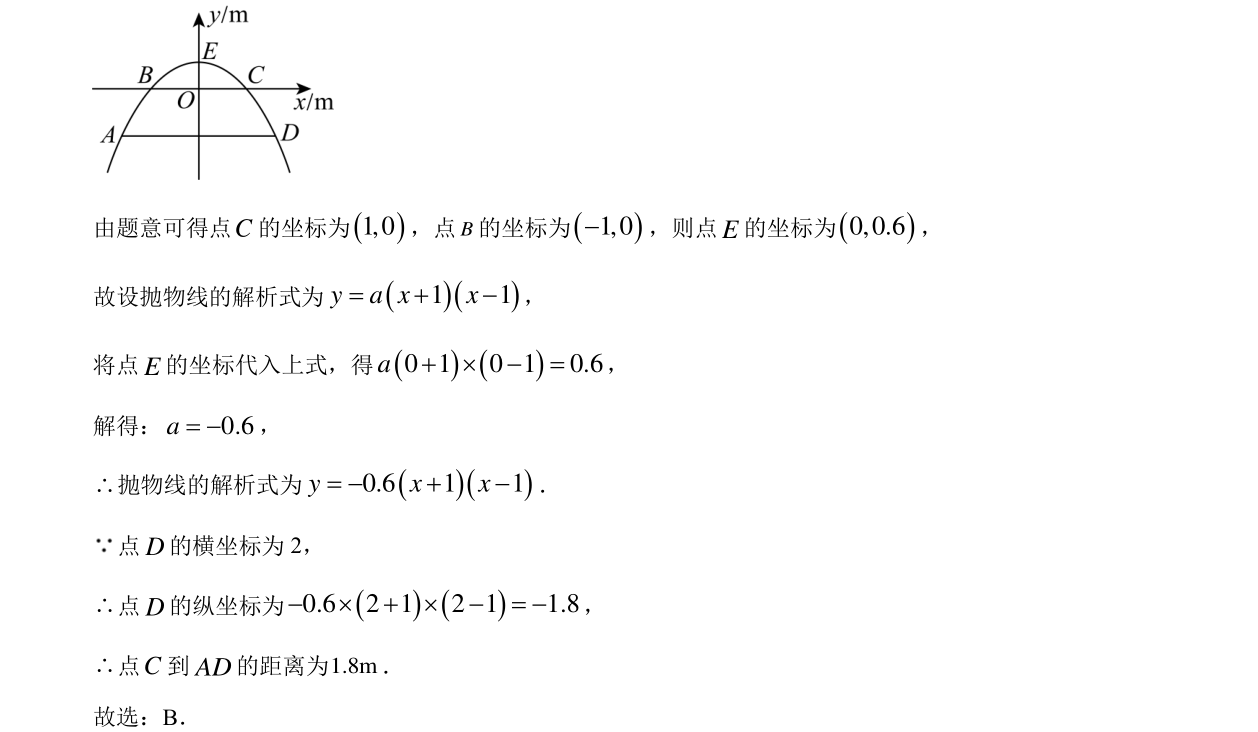 y/m
E
B
C
O
x/m
A
D
由题意可得点C的坐标为(1,0)，点B的坐标为(−1,0)，则点E的坐标为(0,0.6)，
故设抛物线的解析式为y=a(x+1)(x−1)，
将点E的坐标代入上式，得a(0+1)×(0−1)=0.6，
解得：a=−0.6，
∴抛物线的解析式为y=−0.6(x+1)(x−1)．
∵点D的横坐标为2，
∴点D的纵坐标为−0.6×(2+1)×(2−1)=−1.8，
∴点C到AD的距离为1.8m．
故选：B．